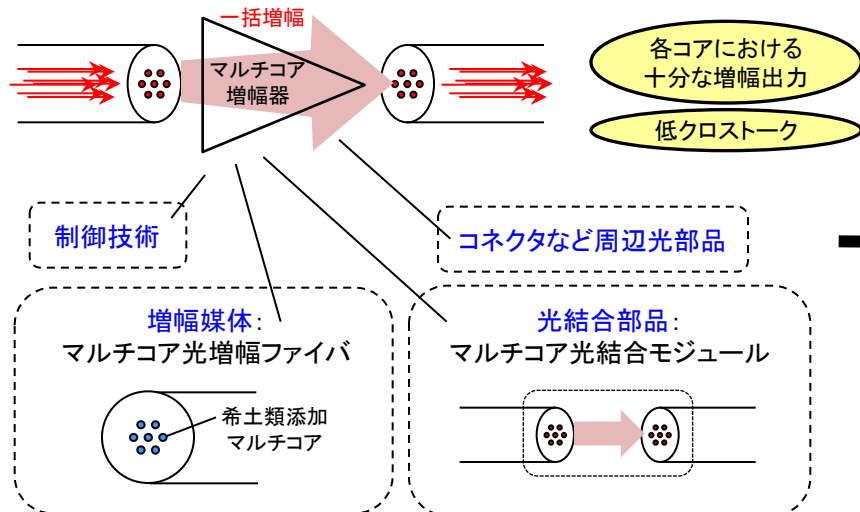 一括増幅
マルチコア
増幅器
各コアにおける
十分な増幅出力
低クロストーク
制御技術
コネクタなど周辺光部品
増幅媒体:
マルチコア光増幅ファイバ
希土類添加
マルチコア
光結合部品:
マルチコア光結合モジュール